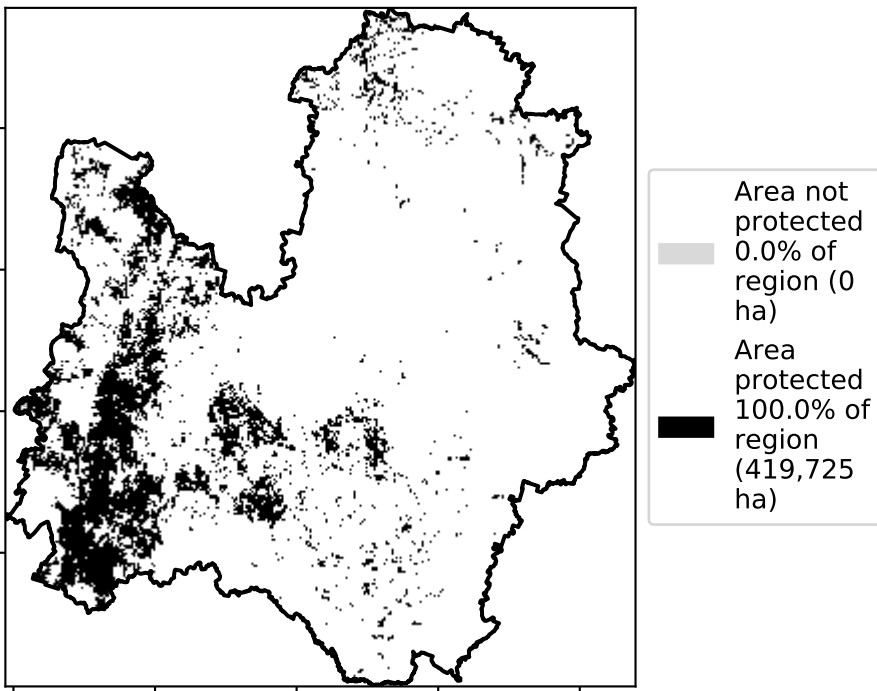 Area not
protected
0.0% of
region (0
ha)
Area
protected
100.0% of
region
(419,725
ha)